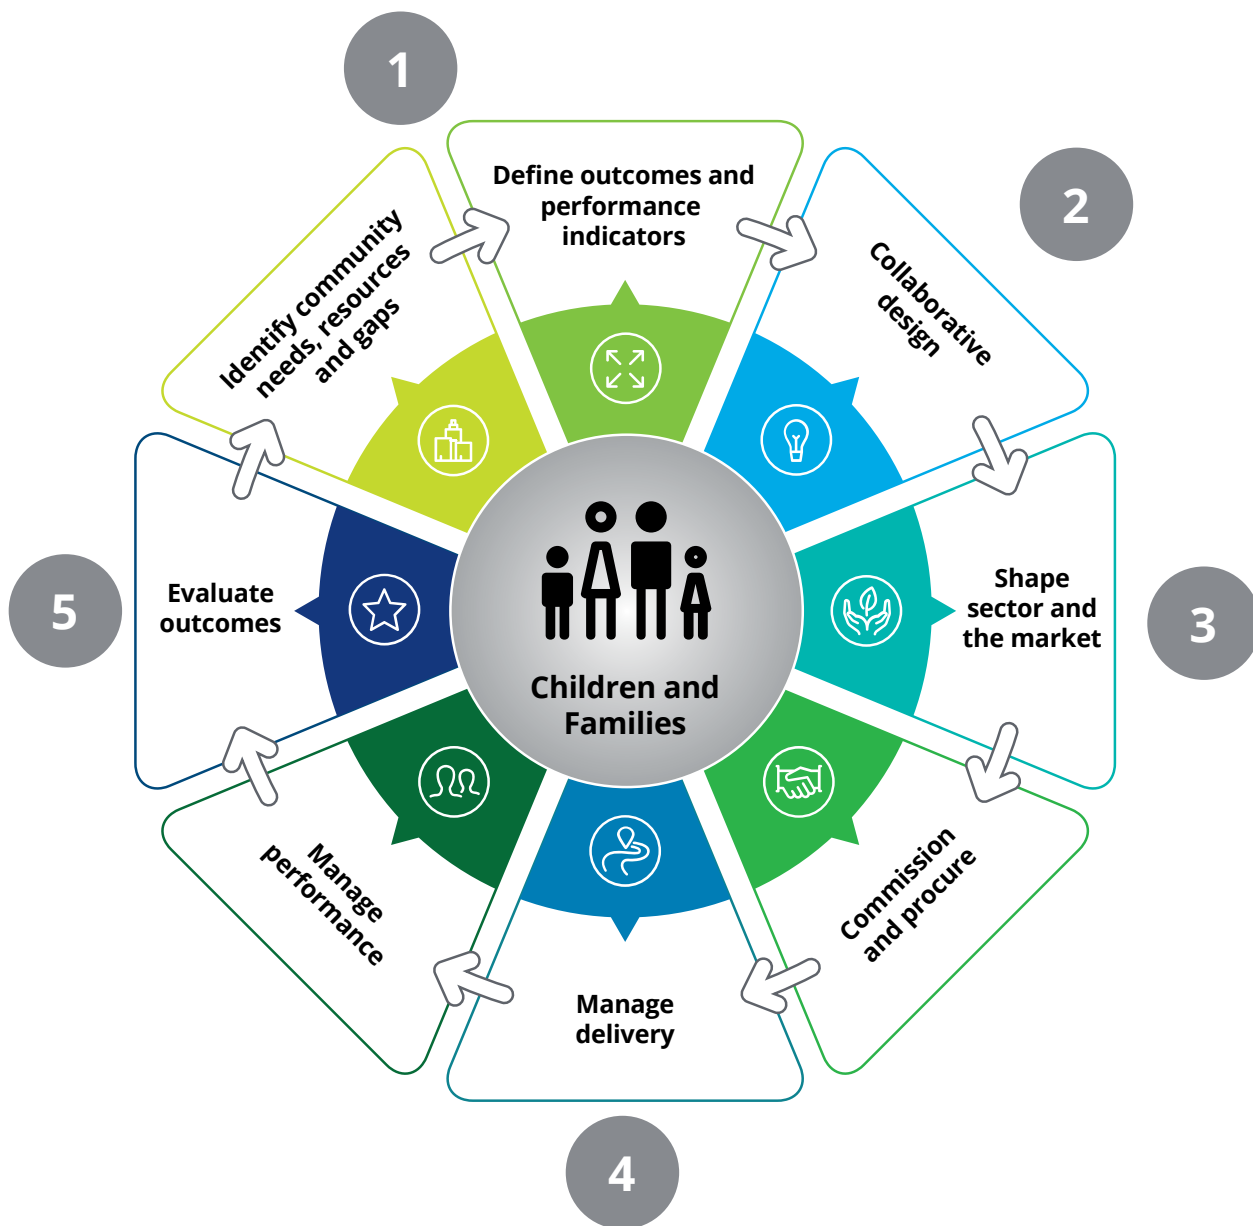 1
Define outcomes and
performance
indicators
2
Collaborative
design
Identify community
needs, resources
and gaps
Shape
sector and
the market
3
Evaluate
outcomes
5
Children and
Families
Commission
and procure
Manage
performance
Manage
delivery
4